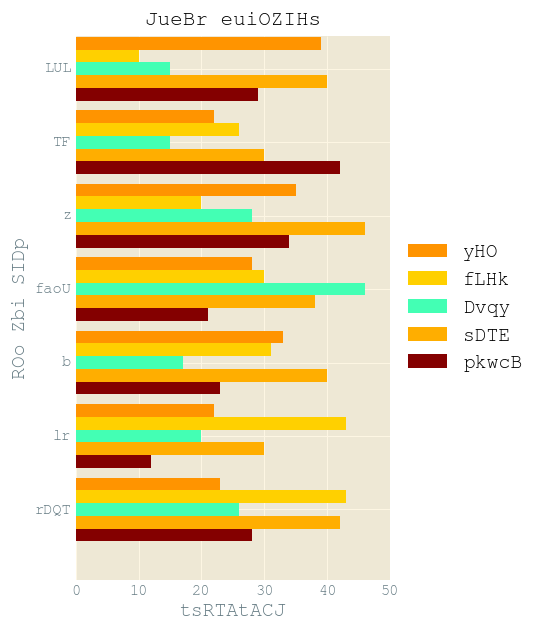 JueBr euiOZIHs
LUL
TF
z
faoU
b
lr
rDQT
ROo Zbi SIDp
0 10 20 30 40 50
tsRTAtACJ
yHO
fLHk
Dvqy
sDTE
pkwcB